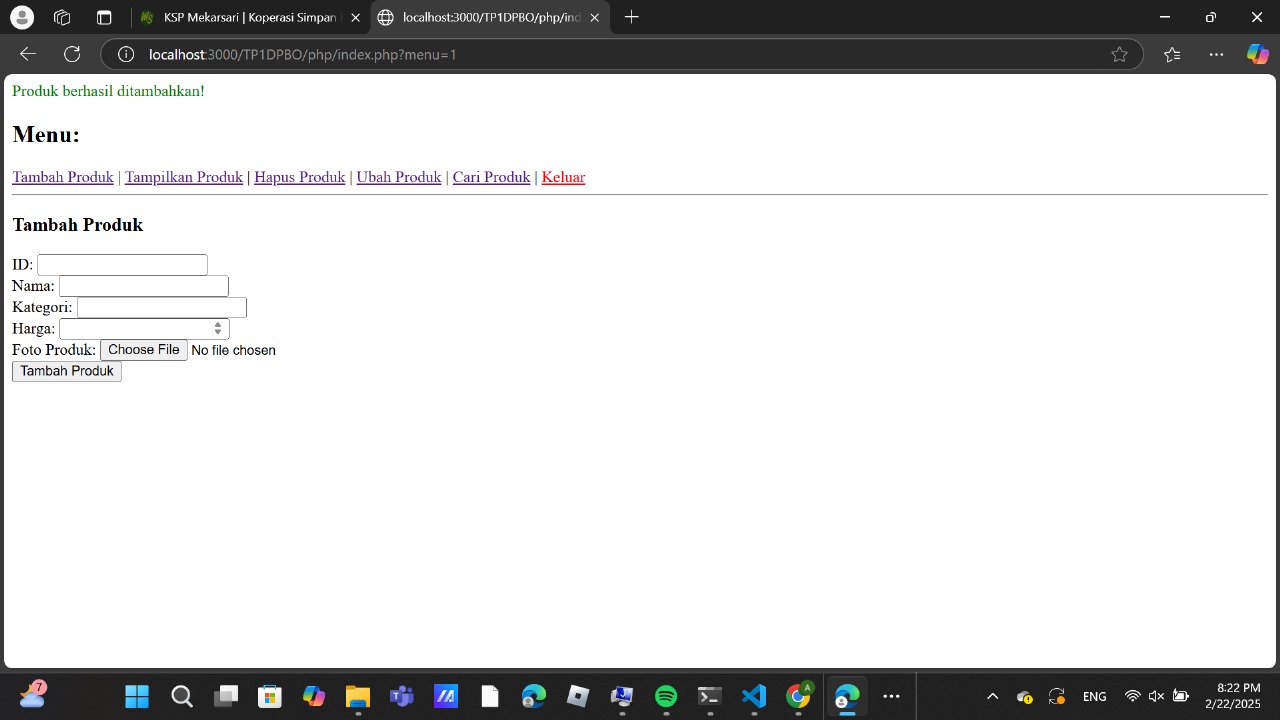 KSP Mekarsari | Koperasi Simpan
localhost:3000/TP1DPBO/php/ind
localhost:3000/TP1DPBO/php/index.php?menu=1
Produk berhasil ditambahkan!
Menu:
Tambah Produk | Tampilkan Produk | Hapus Produk | Ubah Produk | Cari Produk | Keluar
Tambah Produk
ID:
Nama:
Kategori:
Harga:
Foto Produk: Choose File No file chosen
Tambah Produk
7
A
ENG
8:22 PM
2/22/2025